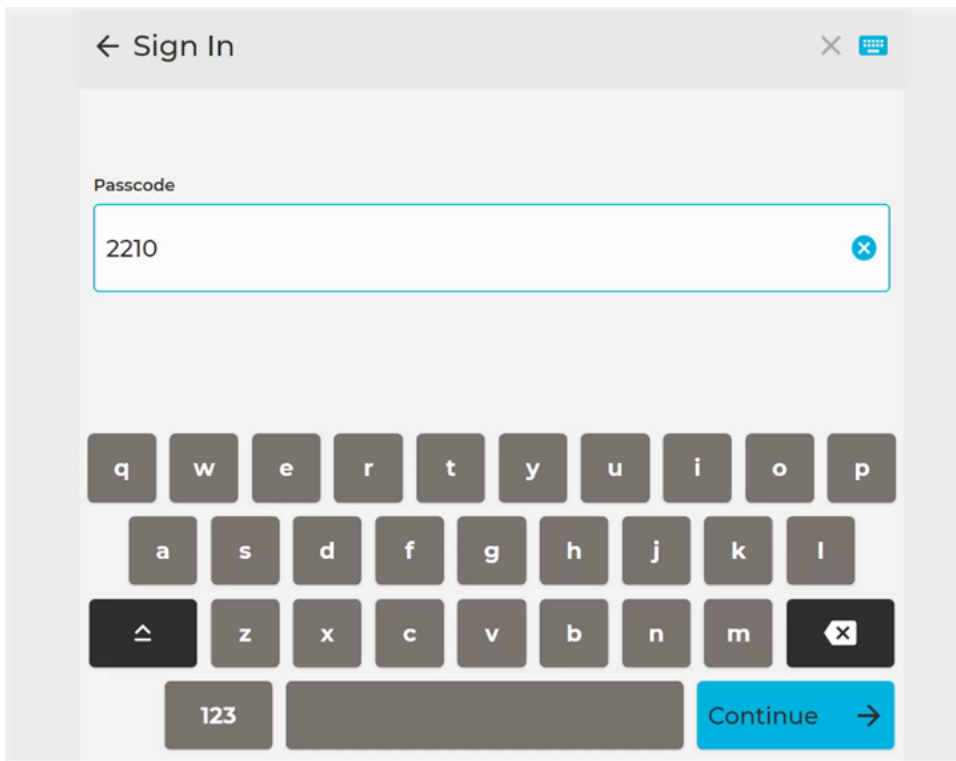 Sign In
Passcode
2210
q w e r t y u i o p
a s d f g h j k l
z x c v b n m
123 Continue